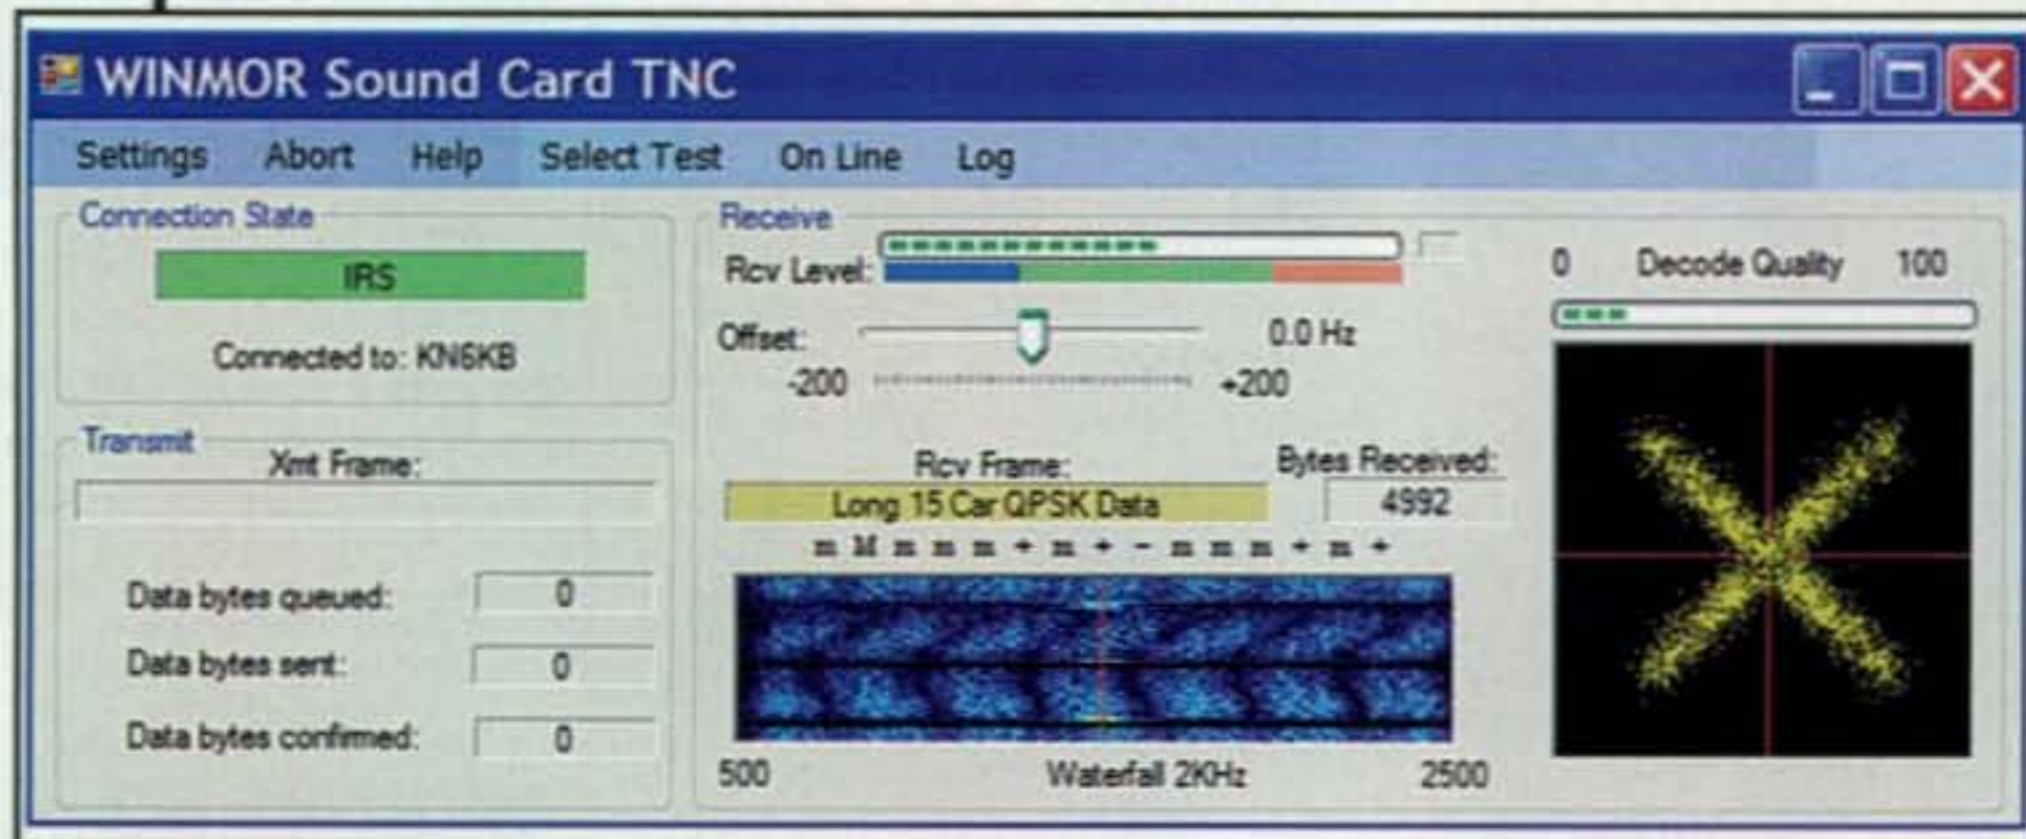 WINMOR Sound Card TNC
Settings Abort Help Select Test On Line Log
Connection State
IRS
Connected to: KN6KB
Transmit
Xmt Frame:
Data bytes queued: 0
Data bytes sent: 0
Data bytes confirmed: 0
Receive
Rcv Level:
Offset: 0.0 Hz
-200 +200
Rcv Frame: Bytes Received:
Long 15 Car QPSK Data 4992
m M m m m + m + - m m m + m +
500 Waterfall 2KHz 2500
0 Decode Quality 100